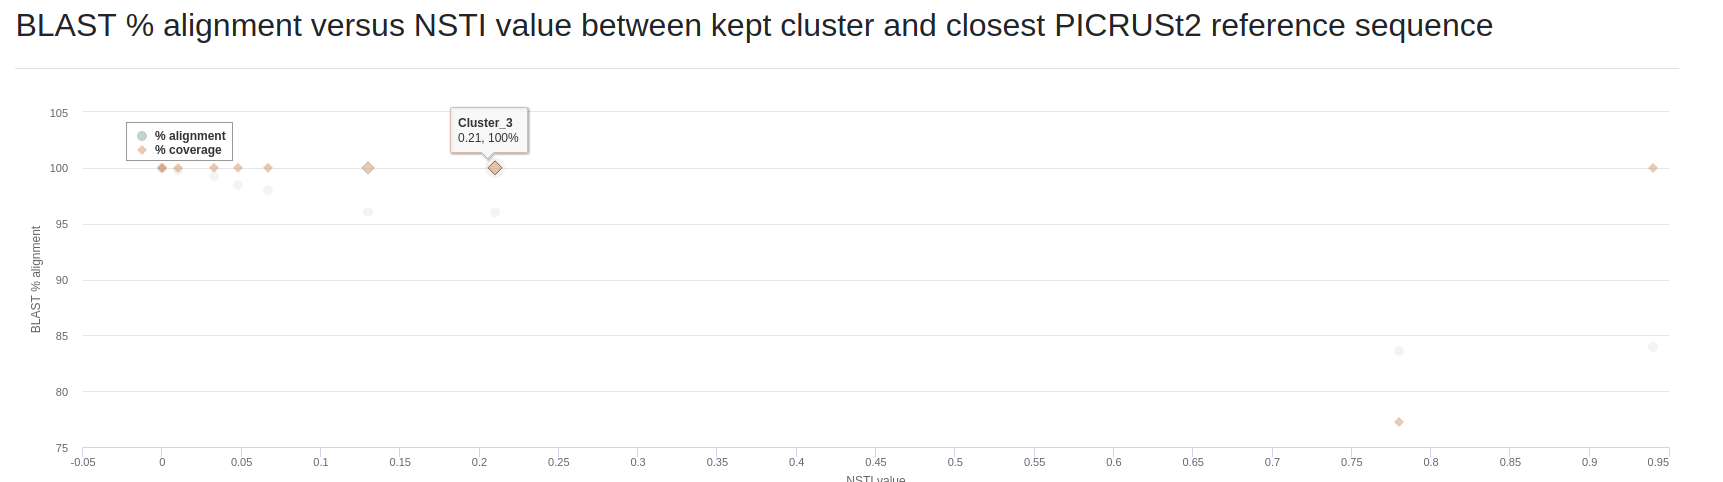 BLAST % alignment versus NSTI value between kept cluster and closest PICRUSt2 reference sequence
105
100
95
90
85
80
75
BLAST % alignment
% alignment
% coverage
Cluster_3
0.21, 100%
-0.05 0 0.05 0.1 0.15 0.2 0.25 0.3 0.35 0.4 0.45 0.5 0.55 0.6 0.65 0.7 0.75 0.8 0.85 0.9 0.95
NSTI value